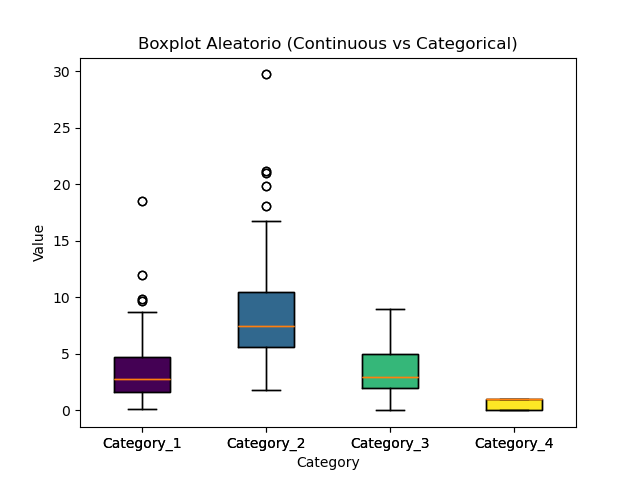 Boxplot Aleatorio (Continuous vs Categorical)
30
25
20
15
10
5
0
Value
Category_1 Category_2 Category_3 Category_4
Category